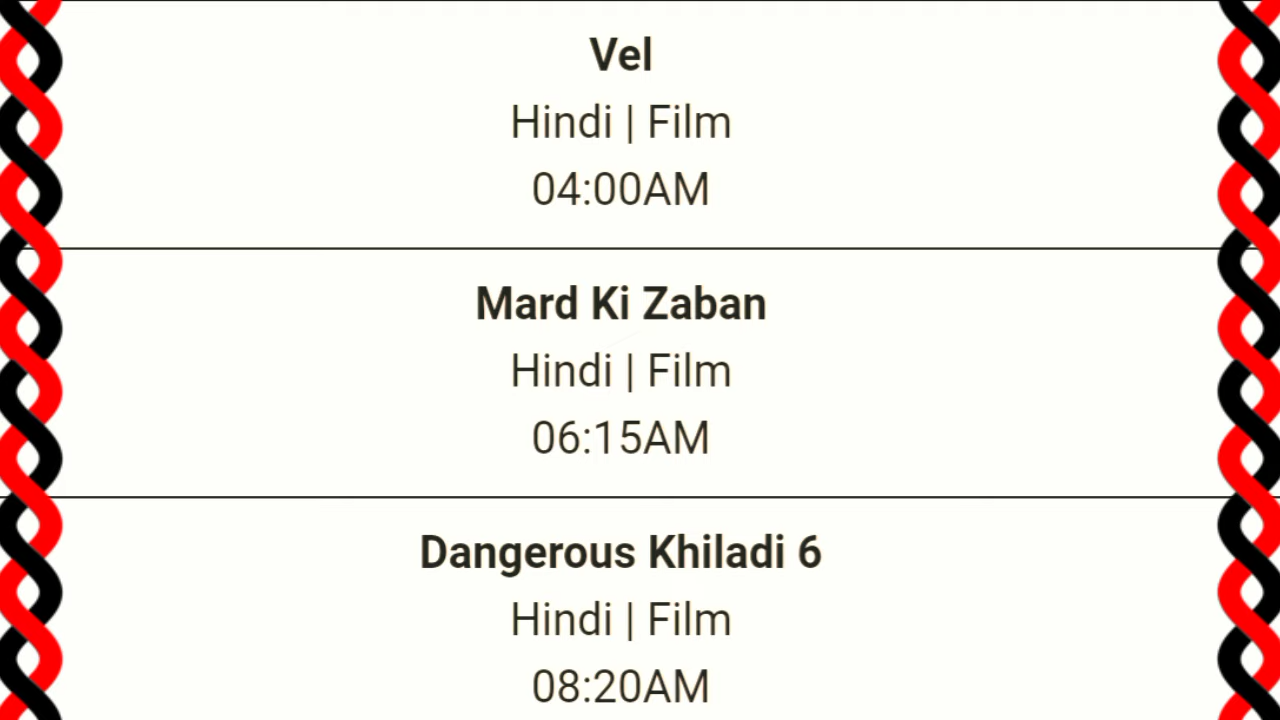 Vel
Hindi | Film
04:00AM
Mard Ki Zaban
Hindi | Film
06:15AM
Dangerous Khiladi 6
Hindi | Film
08:20AM